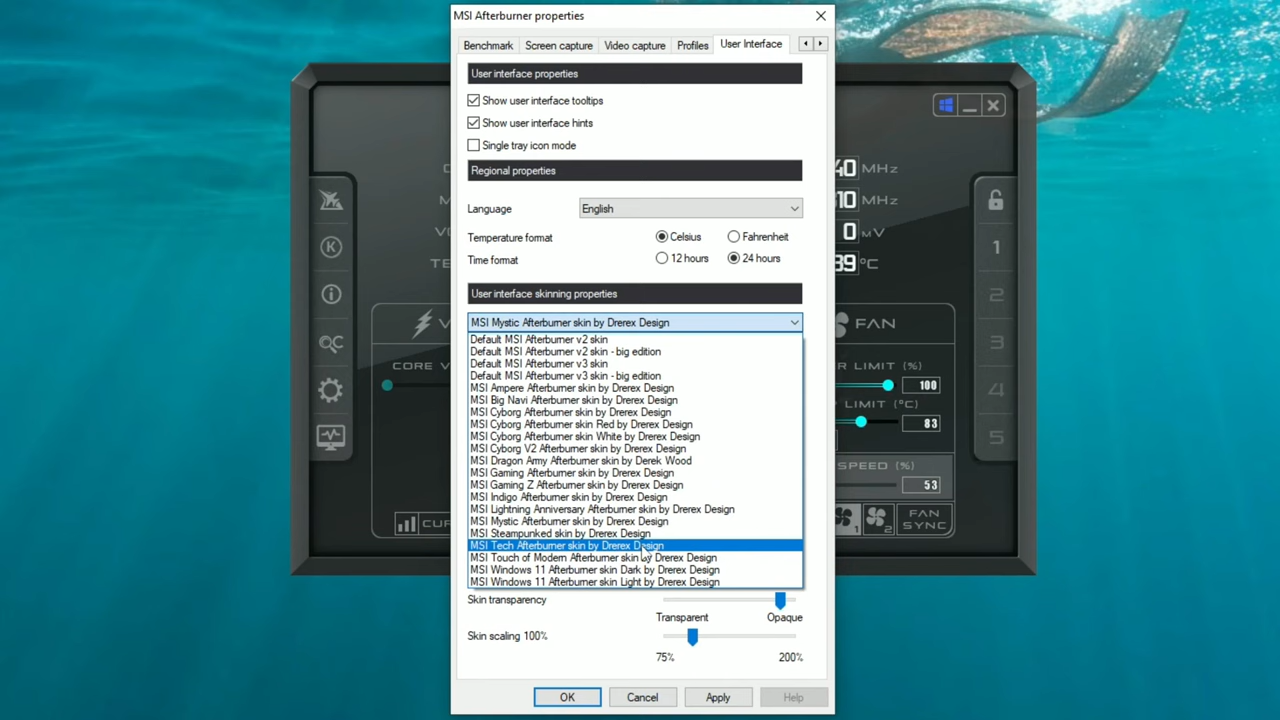 MSI Afterburner properties
Benchmark Screen capture Video capture Profiles User Interface
User interface properties
Show user interface tooltips
Show user interface hints
Single tray icon mode
Regional properties
Language English
Temperature format Celsius Fahrenheit
Time format 12 hours 24 hours
User interface skinning properties
MSI Mystic Afterburner skin by Drerex Design
Default MSI Afterburner v2 skin
Default MSI Afterburner v2 skin - big edition
Default MSI Afterburner v3 skin
Default MSI Afterburner v3 skin - big edition
MSI Ampere Afterburner skin by Drerex Design
MSI Big Navi Afterburner skin by Drerex Design
MSI Cyborg Afterburner skin by Drerex Design
MSI Cyborg Afterburner skin Red by Drerex Design
MSI Cyborg Afterburner skin White by Drerex Design
MSI Cyborg V2 Afterburner skin by Drerex Design
MSI Dragon Army Afterburner skin by Derek Wood
MSI Gaming Afterburner skin by Drerex Design
MSI Gaming Z Afterburner skin by Drerex Design
MSI Indigo Afterburner skin by Drerex Design
MSI Lightning Anniversary Afterburner skin by Drerex Design
MSI Mystic Afterburner skin by Drerex Design
MSI Steampunked skin by Drerex Design
MSI Tech Afterburner skin by Drerex Design
MSI Touch of Modern Afterburner skin by Drerex Design
MSI Windows 11 Afterburner skin Dark by Drerex Design
MSI Windows 11 Afterburner skin Light by Drerex Design
Skin transparency
Transparent Opaque
Skin scaling 100%
75% 200%
OK Cancel Apply Help
K
CORE V
40 MHz
10 MHz
0 mV
39 °C
FAN
R LIMIT (%)
100
LIMIT (°C)
83
SPEED (%)
53
1 2 FAN
SYNC
1
2
3
4
5